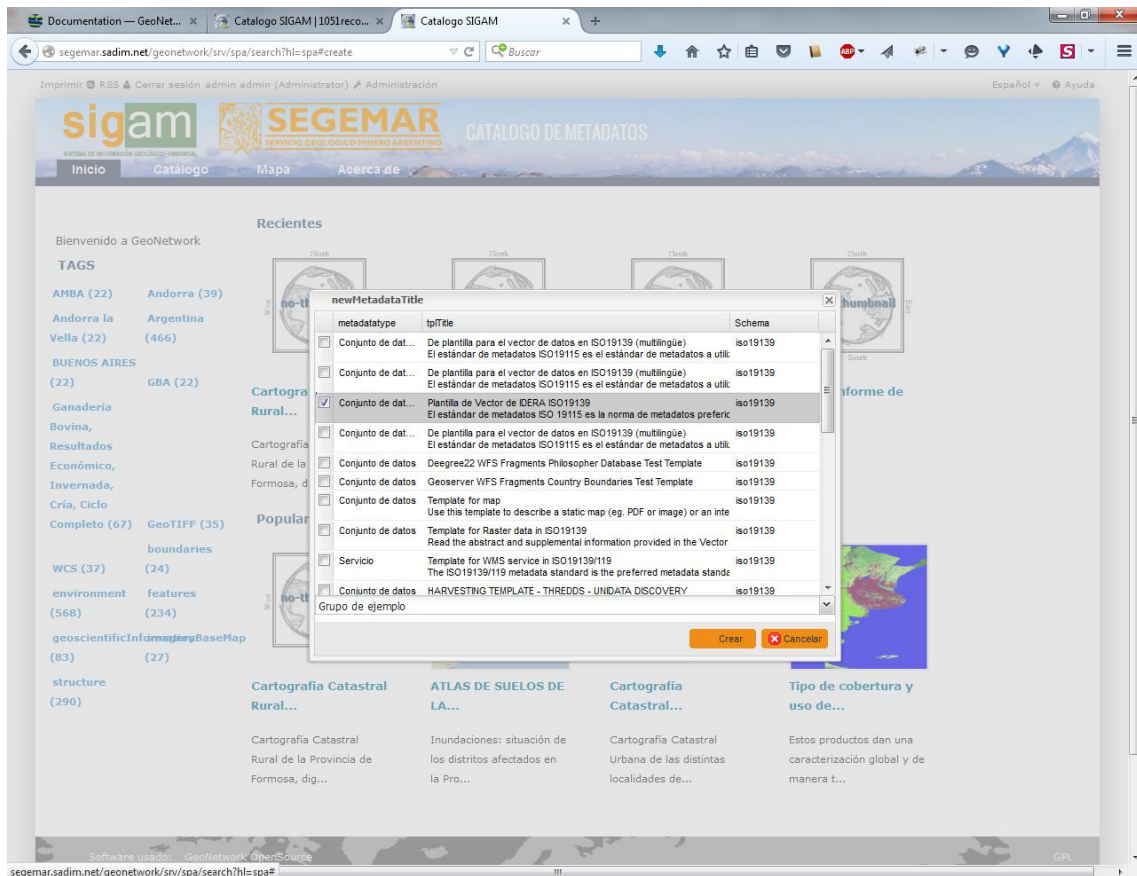 Documentation — GeoNet...
Catalogo SIGAM | 1051reco...
Catalogo SIGAM
segemar.sadim.net/geonetwork/srv/spa/search?hl=spa#create
Buscar
ABP
S
Imprimir RSS Cerrar sesión admin admin (Administrator) Administración
Español
Ayuda
sigam
SISTEMA DE INFORMACIÓN GEOLÓGICO-AMBIENTAL
SEGEMAR
SERVICIO GEOLOGICO MINERO ARGENTINO
CATALOGO DE METADATOS
Inicio
Catálogo
Mapa
Acerca de
Bienvenido a GeoNetwork
TAGS
AMBA (22)
Andorra (39)
Andorra la Vella (22)
Argentina (466)
BUENOS AIRES (22)
GBA (22)
Ganadería Bovina, Resultados Económico, Invernada, Cría, Ciclo Completo (67)
GeoTIFF (35)
WCS (37)
boundaries (24)
environment (568)
features (234)
(83)
BaseMap
(27)
structure (290)
Recientes
no-t
humbnail
Cartogra
Rural...
Cartografía
Rural de la
Formosa, d
nforme de
newMetadataTitle
metadatatype
tplTitle
Schema
Conjunto de dat...
De plantilla para el vector de datos en ISO19139 (multilingüe)
iso19139
El estándar de metadatos ISO19115 es el estándar de metadatos a utili:
Conjunto de dat...
De plantilla para el vector de datos en ISO19139 (multilingüe)
iso19139
El estándar de metadatos ISO19115 es el estándar de metadatos a utili:
Conjunto de dat...
Plantilla de Vector de IDERA ISO19139
iso19139
El estándar de metadatos ISO 19115 es la norma de metadatos preferic
Conjunto de dat...
De plantilla para el vector de datos en ISO19139 (multilingüe)
iso19139
El estándar de metadatos ISO19115 es el estándar de metadatos a utili:
Conjunto de datos
Deegree22 WFS Fragments Philosopher Database Test Template
iso19139
Conjunto de datos
Geoserver WFS Fragments Country Boundaries Test Template
iso19139
Conjunto de datos
Template for map
iso19139
Use this template to describe a static map (eg. PDF or image) or an inte
Conjunto de datos
Template for Raster data in ISO19139
iso19139
Read the abstract and supplemental information provided in the Vector
Servicio
Template for WMS service in ISO19139/119
iso19139
The ISO19139/119 metadata standard is the preferred metadata standa
Conjunto de datos
HARVESTING TEMPLATE - THREDDS - UNIDATA DISCOVERY
iso19139
Grupo de ejemplo
Crear
Cancelar
Popular
no-th
Cartografia Catastral Rural...
Cartografía Catastral
Rural de la Provincia de
Formosa, dig...
ATLAS DE SUELOS DE LA...
Inundaciones: situación de
los distritos afectados en
la Pro...
Cartografía Catastral...
Cartografía Catastral
Urbana de las distintas
localidades de...
Tipo de cobertura y uso de...
Estos productos dan una
caracterización global y de
manera t...
Software usado: GeoNetwork OpenSource
GPL
segemar.sadim.net/geonetwork/srv/spa/search?hl=spa#